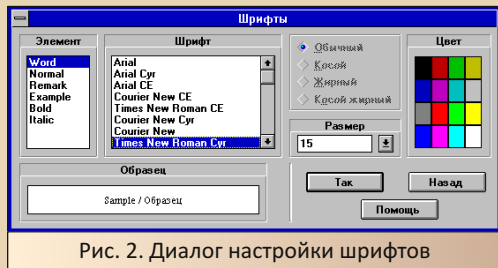 Шрифты
Элемент
Word
Normal
Remark
Example
Bold
Italic
Шрифт
Arial
Arial Cyr
Arial CE
Courier New CE
Times New Roman CE
Courier New Cyr
Courier New
Times New Roman Cyr
Обычный
Косой
Жирный
Косой жирный
Размер
15
Цвет
Образец
Sample / Образец
Так
Назад
Помощь
Рис. 2. Диалог настройки шрифтов